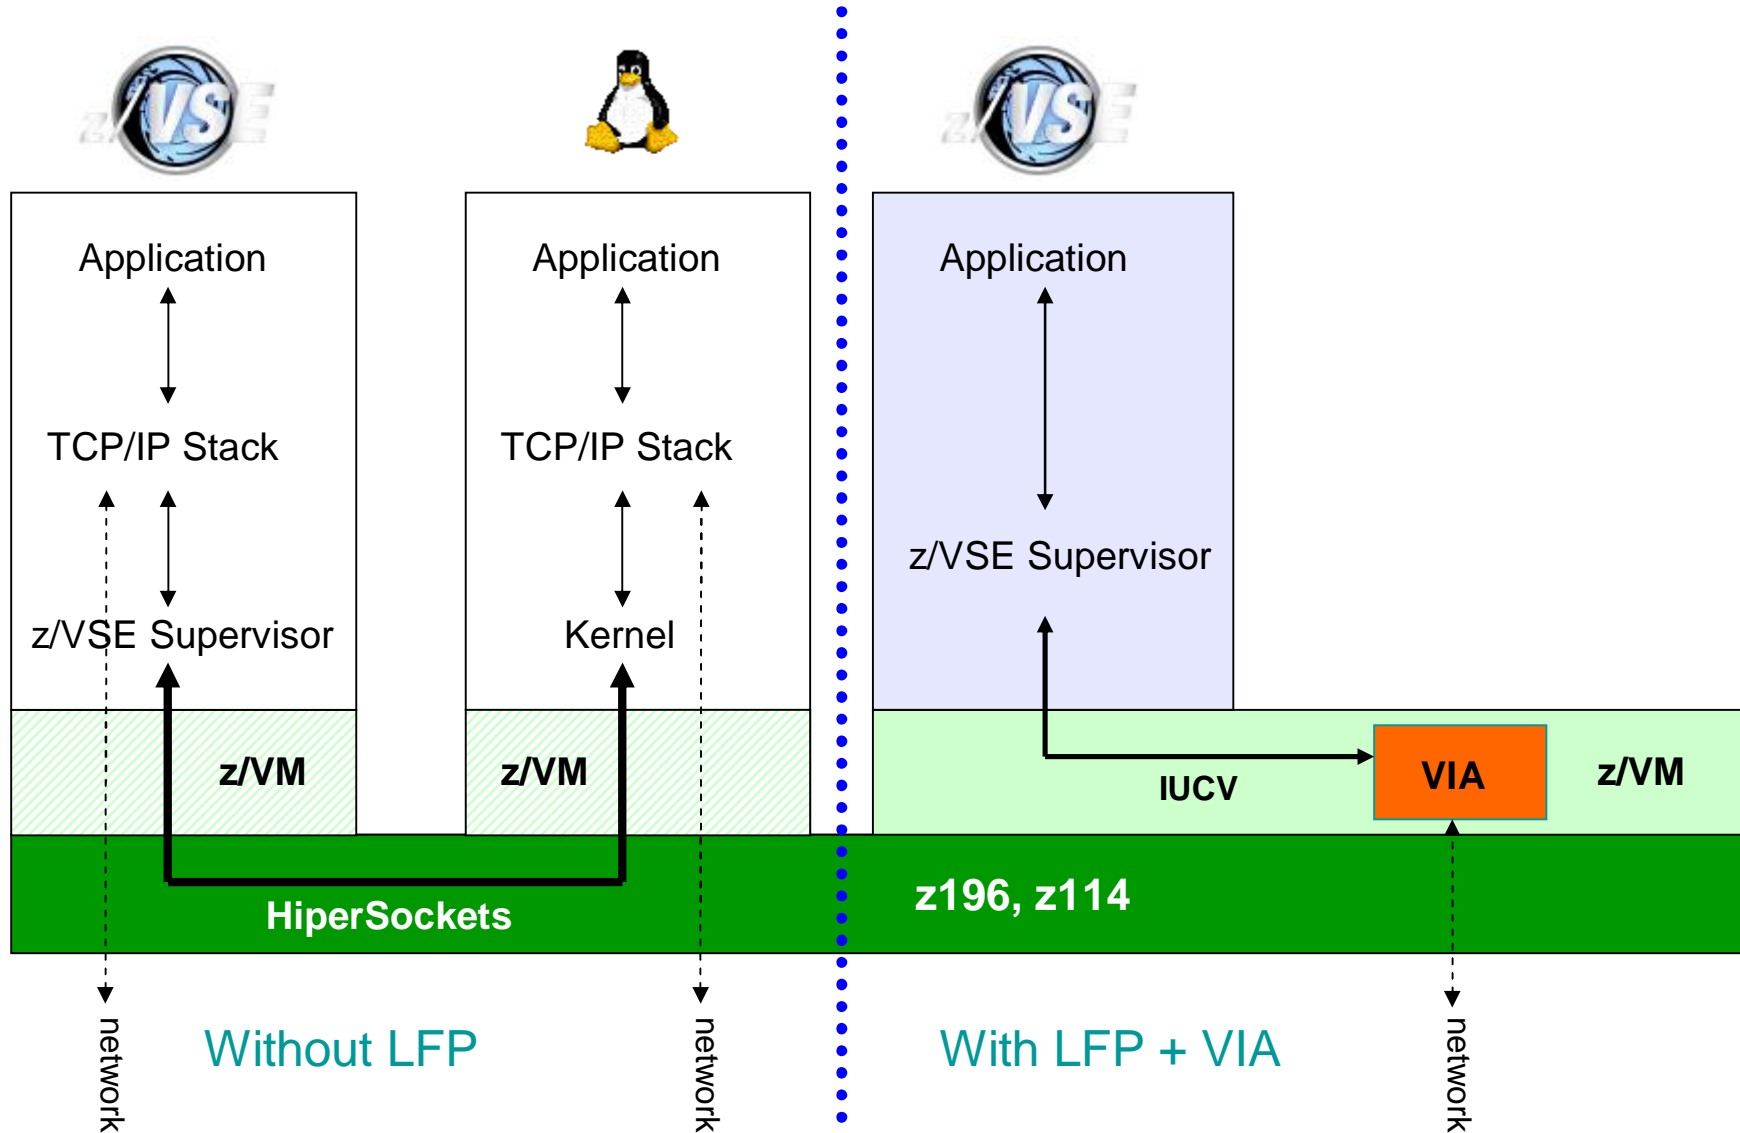 z/VSE
z/VSE
Application
Application
Application
TCP/IP Stack
TCP/IP Stack
z/VSE Supervisor
z/VSE Supervisor
Kernel
z/VM
z/VM
IUCV
VIA
z/VM
HiperSockets
z196, z114
network
Without LFP
network
With LFP + VIA
network